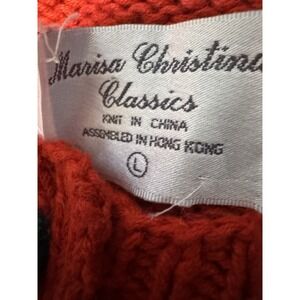 Marisa Christina
Classics
KNIT IN CHINA
ASSEMBLED IN HONG KONG
L